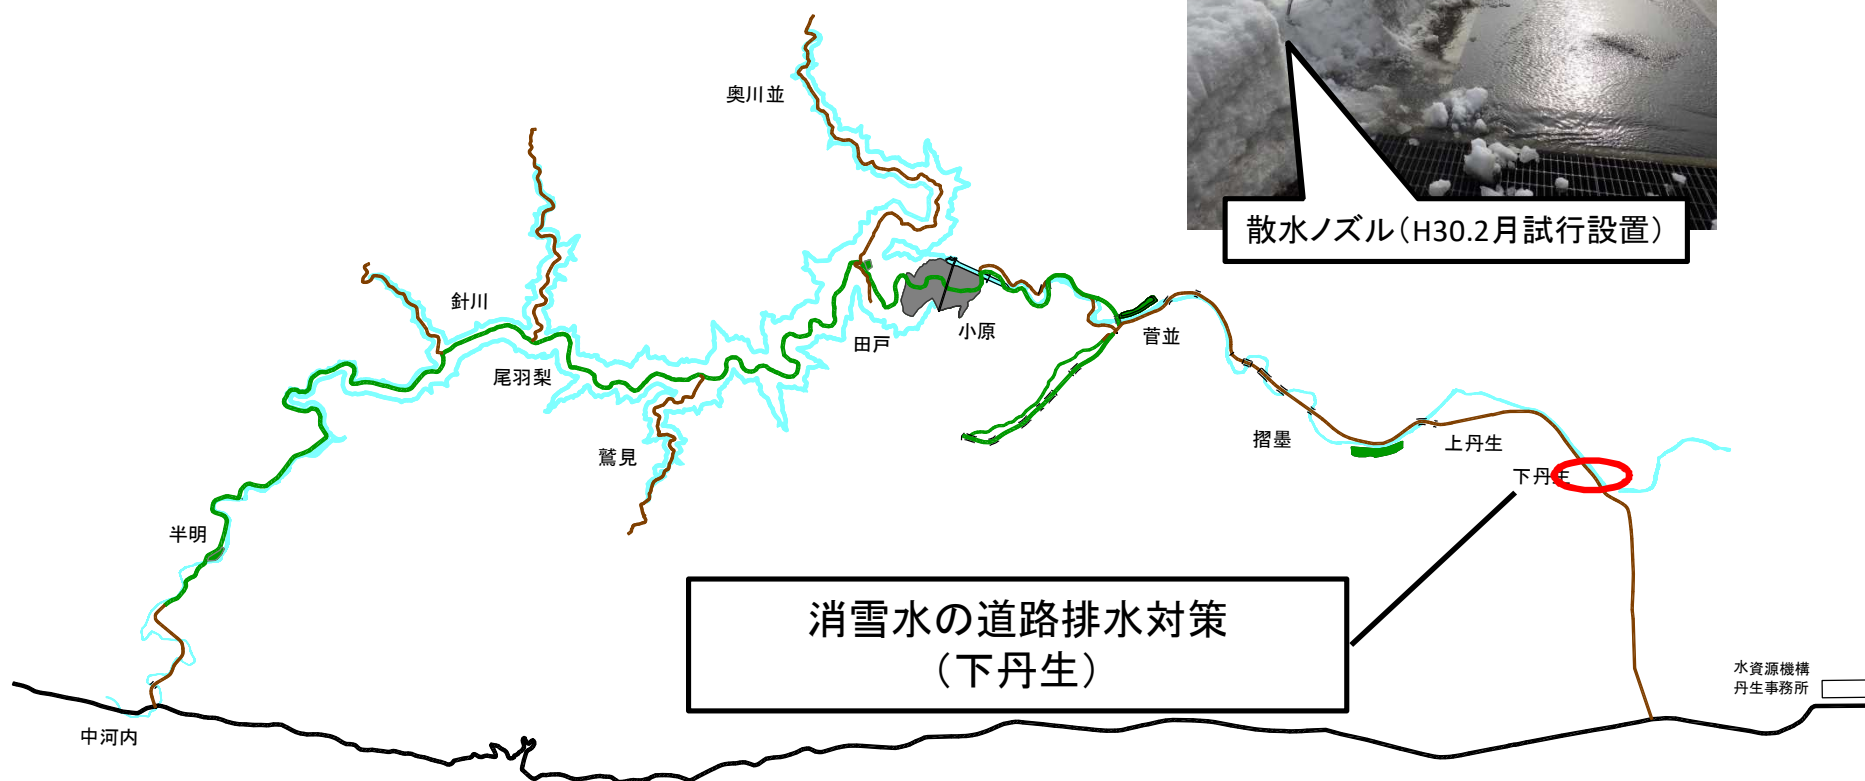 奥川並
散水ノズル（H30.2月試行設置）
針川
田戸
小原
菅並
尾羽梨
鷲見
摺墨
上丹生
下丹生
半明
消雪水の道路排水対策
（下丹生）
水資源機構
丹生事務所
中河内